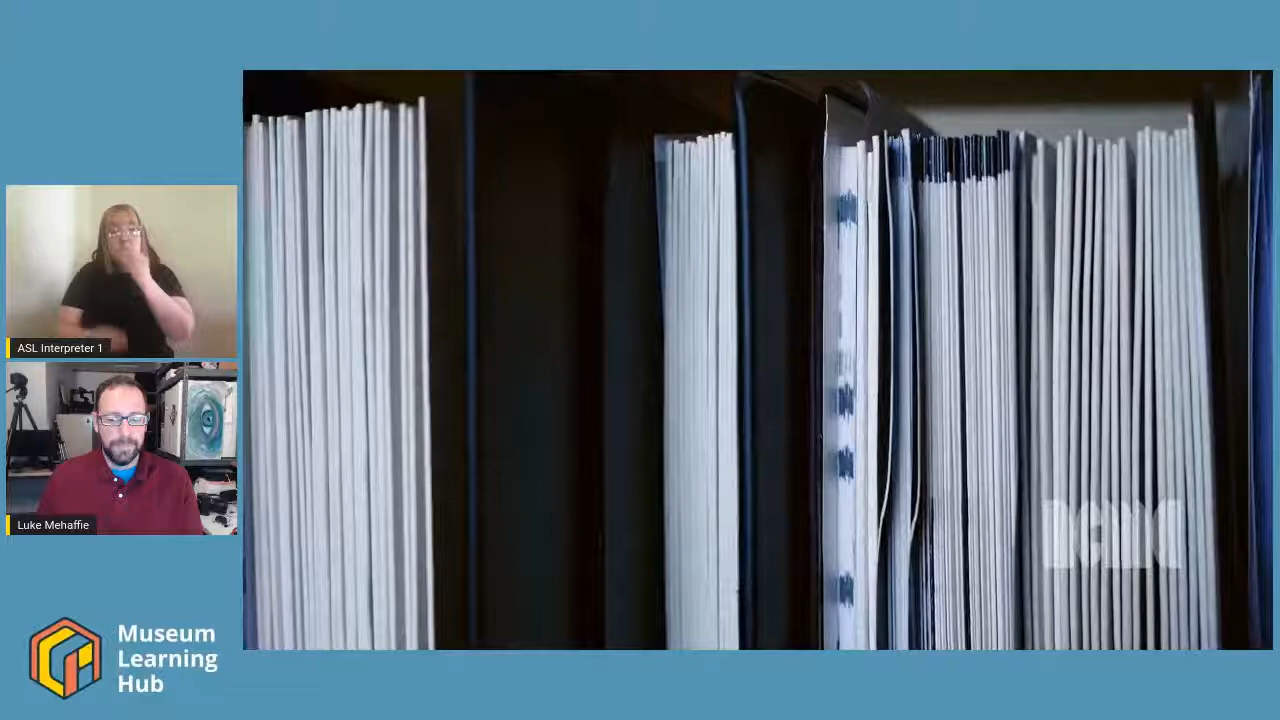 ASL Interpreter 1
Luke Mehaffie
Museum
Learning
Hub